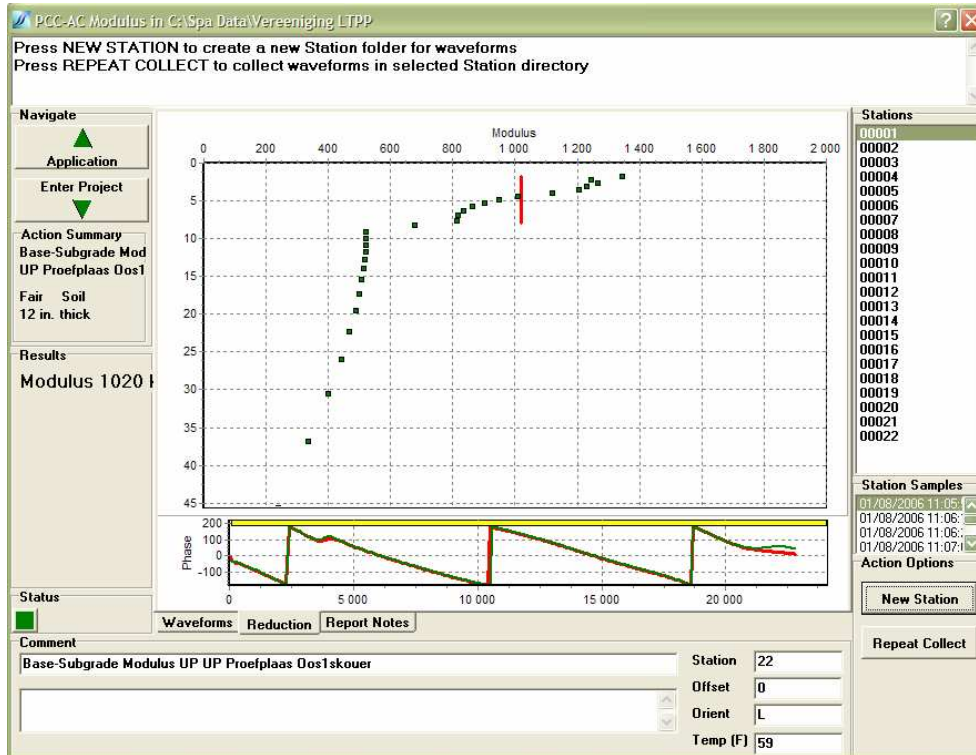 PCC-AC Modulus in C:\Spa Data\Vereeniging LTPP
Press NEW STATION to create a new Station folder for waveforms
Press REPEAT COLLECT to collect waveforms in selected Station directory
Navigate
Application
Enter Project
Action Summary
Base-Subgrade Mod
UP Proefplaas Oos1
Fair Soil
12 in. thick
Results
Modulus 1020
Status
Modulus
0 200 400 600 800 1 000 1 200 1 400 1 600 1 800 2 000
0
5
10
15
20
25
30
35
40
45
Phase
200
100
0
-100
0 5 000 10 000 15 000 20 000
Waveforms Reduction Report Notes
Stations
00001
00002
00003
00004
00005
00006
00007
00008
00009
00010
00011
00012
00013
00014
00015
00016
00017
00018
00019
00020
00021
00022
Station Samples
01/08/2006 11:05:
01/08/2006 11:06:
01/08/2006 11:06:
01/08/2006 11:07:
Action Options
New Station
Repeat Collect
Comment
Base-Subgrade Modulus UP UP Proefplaas Oos1skouer
Station 22
Offset 0
Orient L
Temp (F) 59